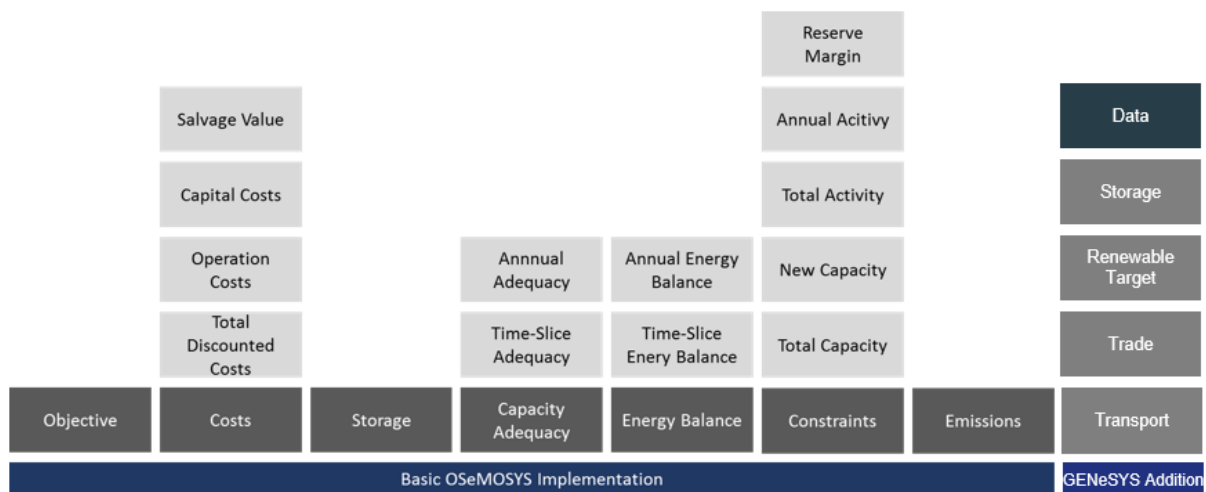 Reserve
Margin
Salvage Value
Annual Acitivy
Data
Capital Costs
Total Activity
Storage
Operation
Costs
Annnual
Adequacy
Annual Energy
Balance
New Capacity
Renewable
Target
Total
Discounted
Costs
Time-Slice
Adequacy
Time-Slice
Enery Balance
Total Capacity
Trade
Objective
Costs
Storage
Capacity
Adequacy
Energy Balance
Constraints
Emissions
Transport
Basic OSeMOSYS Implementation
GENeSYS Addition